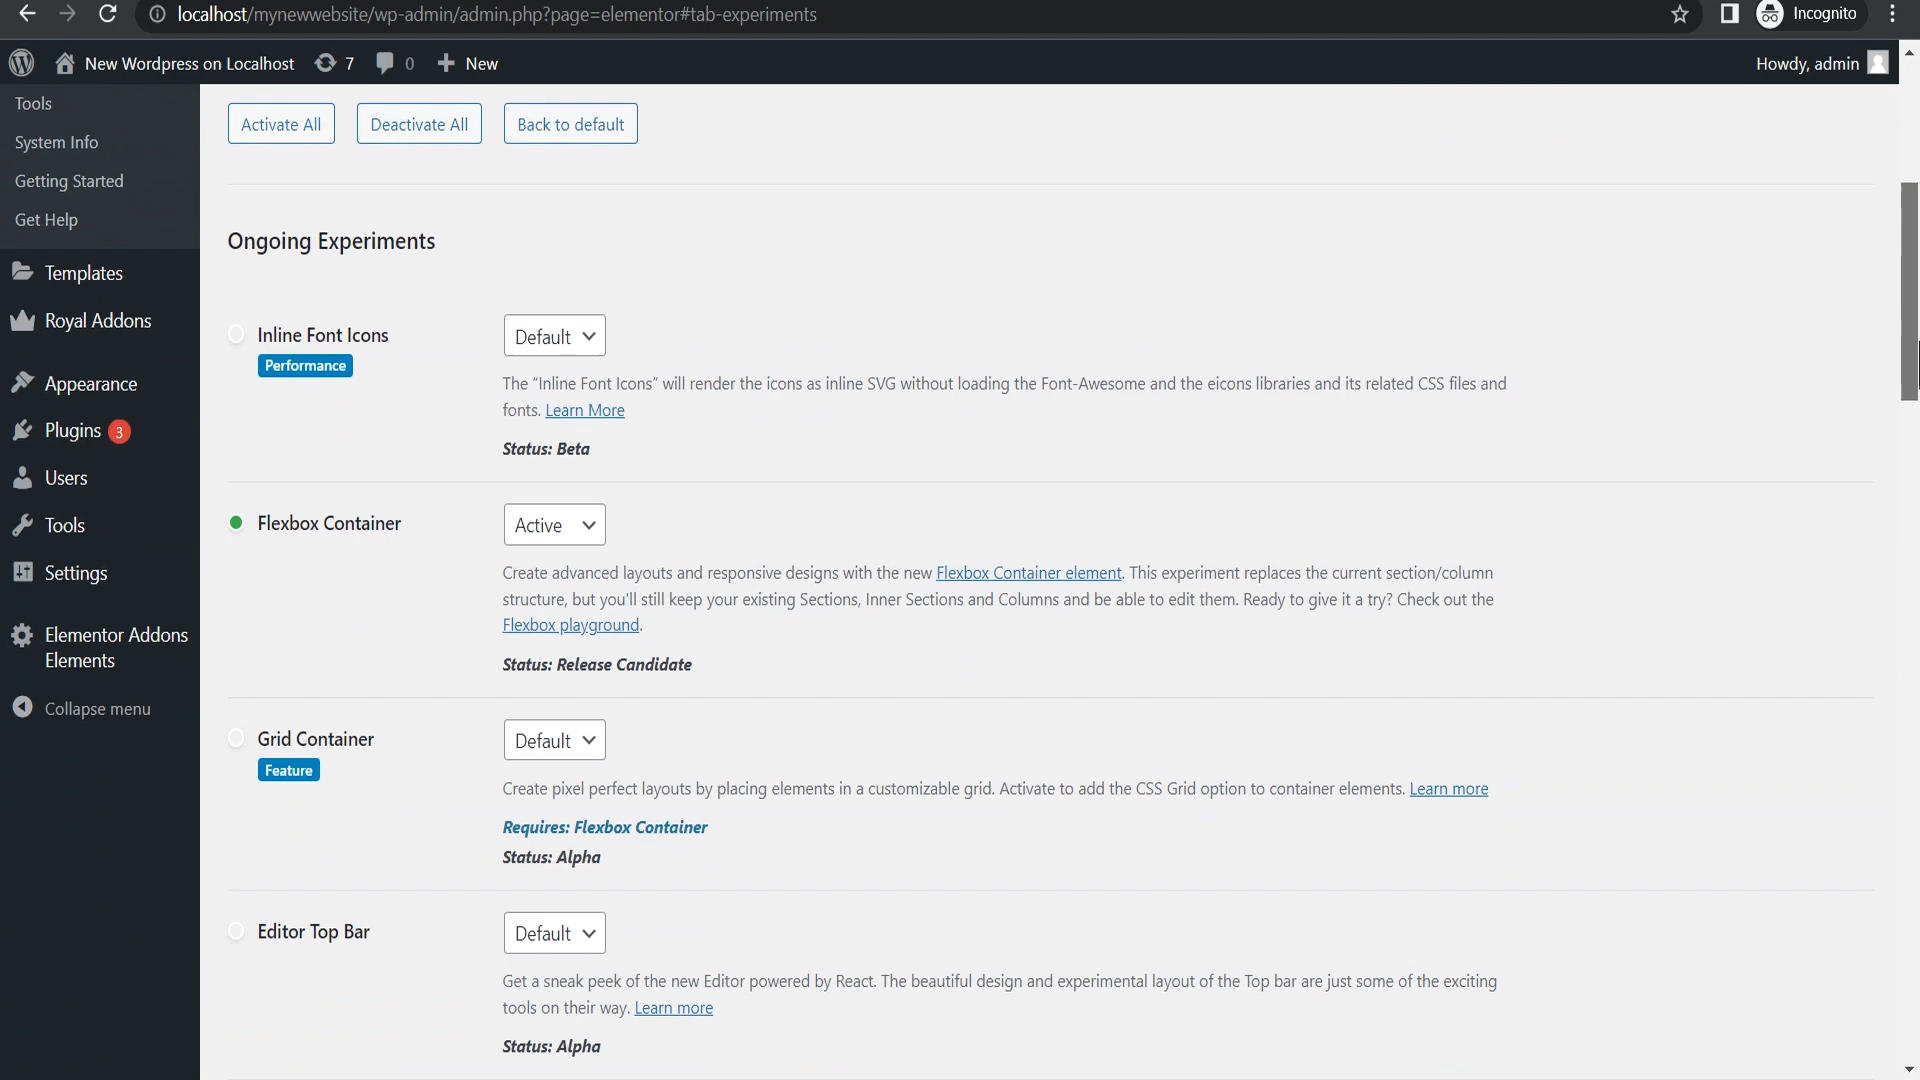 localhost/mynewwebsite/wp-admin/admin.php?page=elementor#tab-experiments
Incognito
New Wordpress on Localhost
7
0
New
Howdy, admin
Tools
System Info
Getting Started
Get Help
Templates
Royal Addons
Appearance
Plugins 3
Users
Tools
Settings
Elementor Addons
Elements
Collapse menu
Activate All
Deactivate All
Back to default
Ongoing Experiments
Inline Font Icons
Performance
Default
The “Inline Font Icons” will render the icons as inline SVG without loading the Font-Awesome and the eicons libraries and its related CSS files and
fonts. Learn More
Status: Beta
Flexbox Container
Active
Create advanced layouts and responsive designs with the new Flexbox Container element. This experiment replaces the current section/column
structure, but you'll still keep your existing Sections, Inner Sections and Columns and be able to edit them. Ready to give it a try? Check out the
Flexbox playground.
Status: Release Candidate
Grid Container
Feature
Default
Create pixel perfect layouts by placing elements in a customizable grid. Activate to add the CSS Grid option to container elements. Learn more
Requires: Flexbox Container
Status: Alpha
Editor Top Bar
Default
Get a sneak peek of the new Editor powered by React. The beautiful design and experimental layout of the Top bar are just some of the exciting
tools on their way. Learn more
Status: Alpha